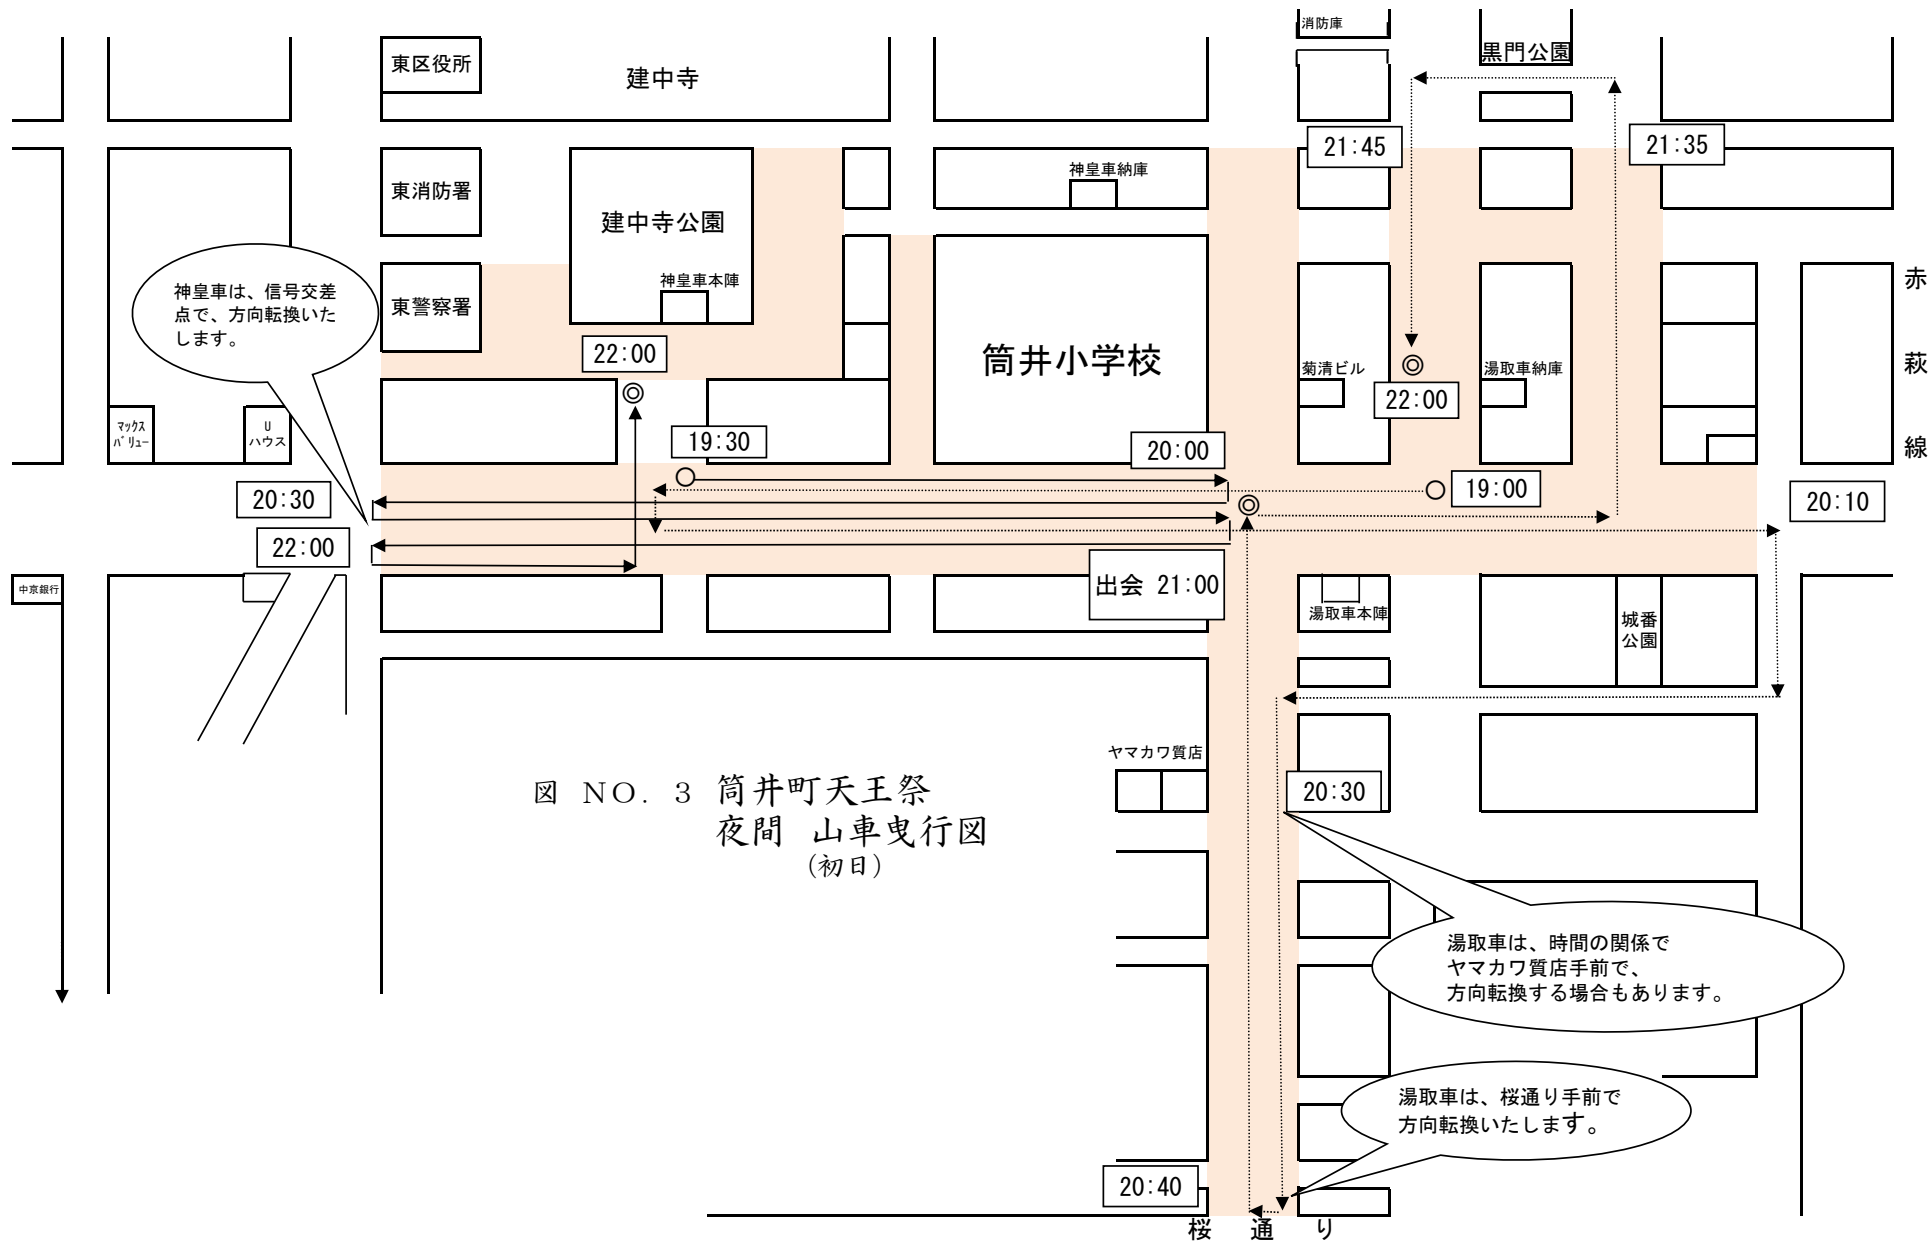 消防庫
東区役所
建中寺
黒門公園
21:45
21:35
東消防署
神皇車納庫
建中寺公園
神皇車は、信号交差
点で、方向転換いた
します。
東警察署
神皇車本陣
赤
萩
線
22:00
筒井小学校
菊清ビル
湯取車納庫
22:00
マックス
バリュー
U
ハウス
19:30
20:00
20:30
19:00
20:10
22:00
中京銀行
出会 21:00
湯取車本陣
城番
公園
ヤマカワ質店
図 NO. 3 筒井町天王祭
夜間 山車曳行図
(初日)
20:30
湯取車は、時間の関係で
ヤマカワ質店手前で、
方向転換する場合もあります。
湯取車は、桜通り手前で
方向転換いたします。
20:40
桜 通 り